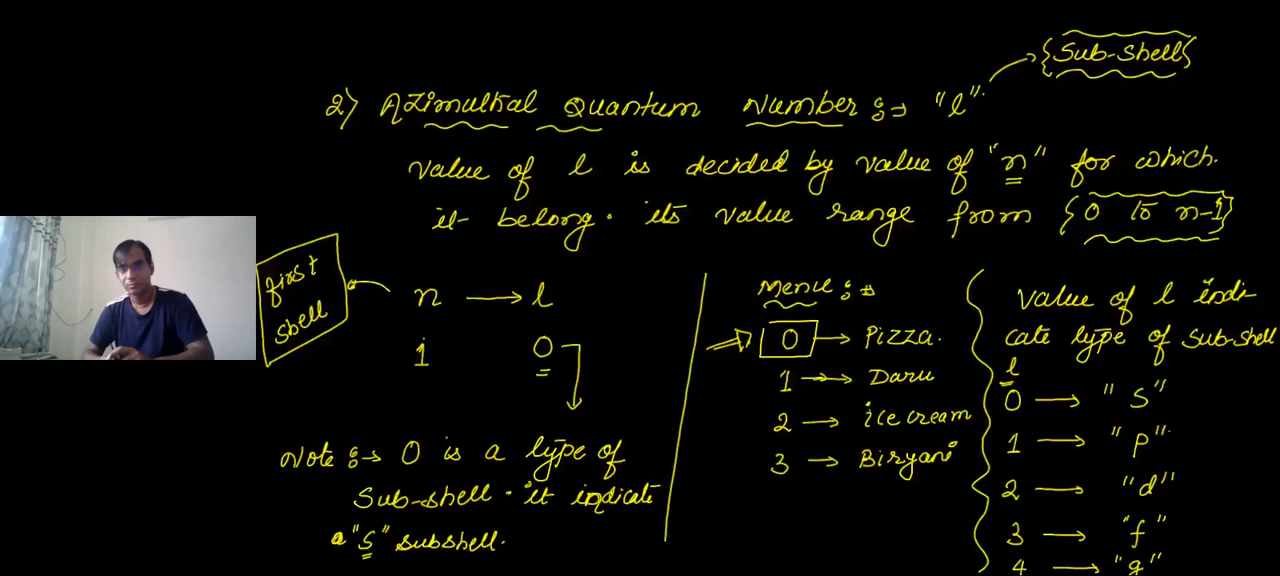 {Sub-Shell}
2) Azimuthal Quantum Number :→ "l"
value of l is decided by value of "n" for which
it belong. its value range from {0 to n-1}
first
shell
n → l
1 0
Note :→ 0 is a type of
Sub-shell. it indicate
a "S" subshell.
Menu :→
0 → Pizza.
1 → Daru
2 → ice cream
3 → Biryani
value of l indi-
cate type of Sub-shell
l
0 → "S"
1 → "p"
2 → "d"
3 → "f"
4 → "g"